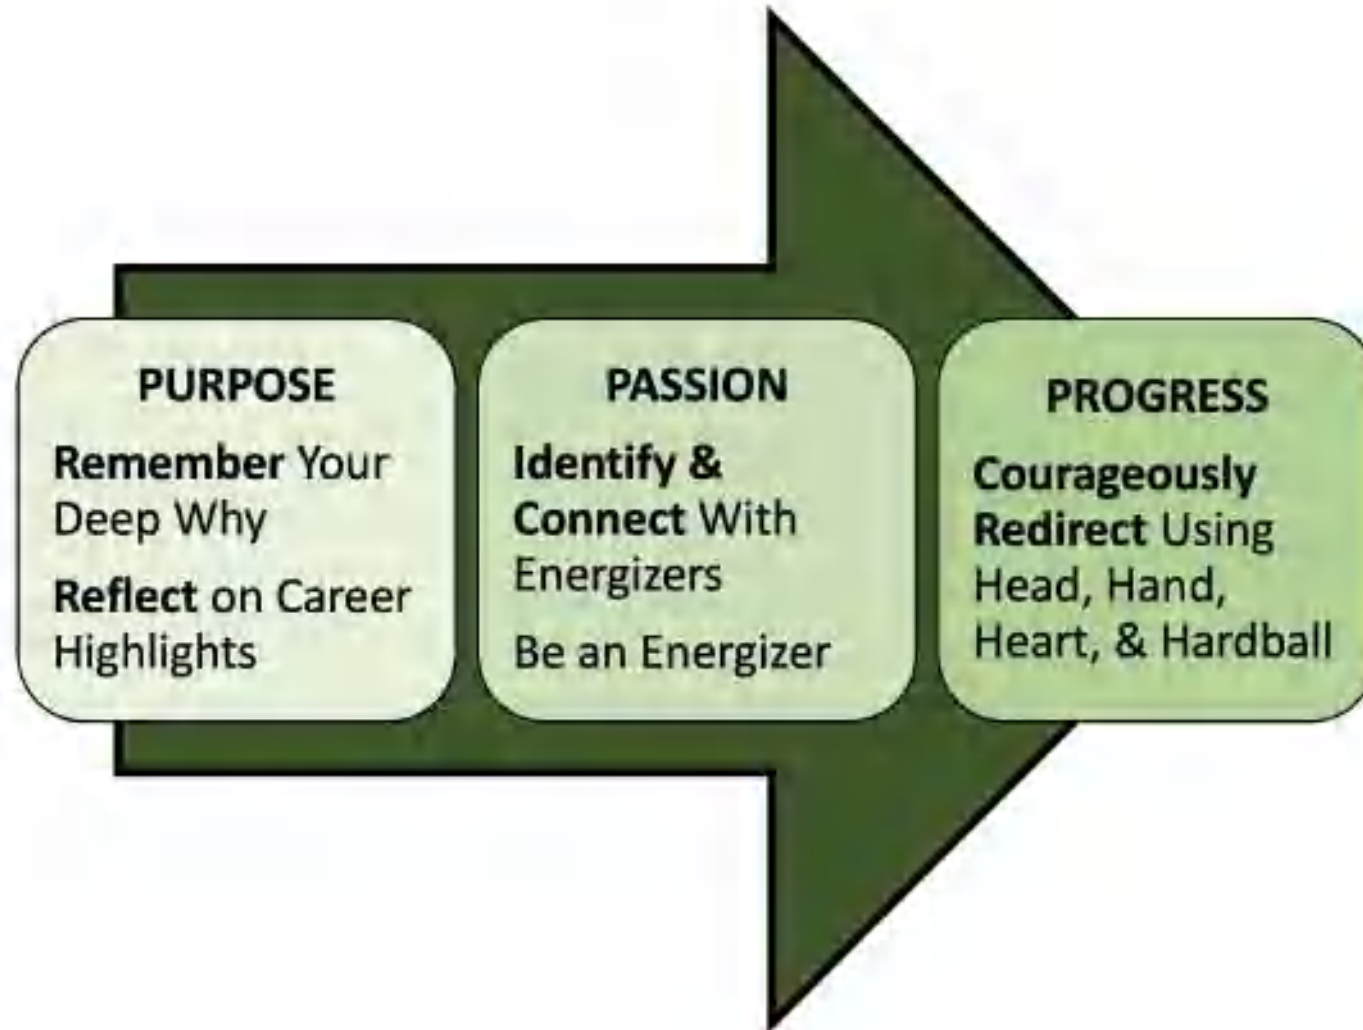 PURPOSE
Remember Your
Deep Why
Reflect on Career
Highlights
PASSION
Identify &
Connect With
Energizers
Be an Energizer
PROGRESS
Courageously
Redirect Using
Head, Hand,
Heart, & Hardball